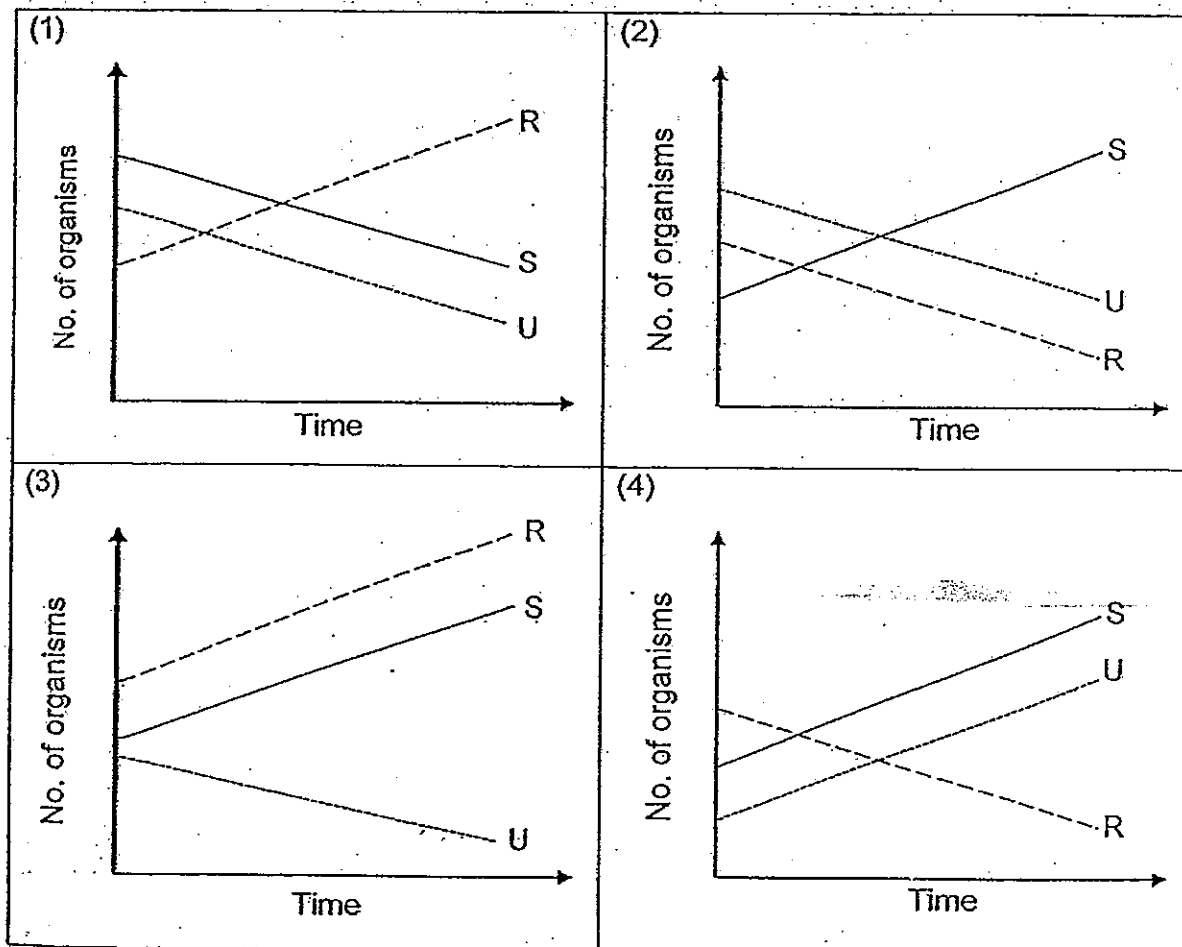 (1)
No. of organisms
R
S
U
Time
(2)
No. of organisms
S
U
R
Time
(3)
No. of organisms
R
S
U
Time
(4)
No. of organisms
S
U
R
Time